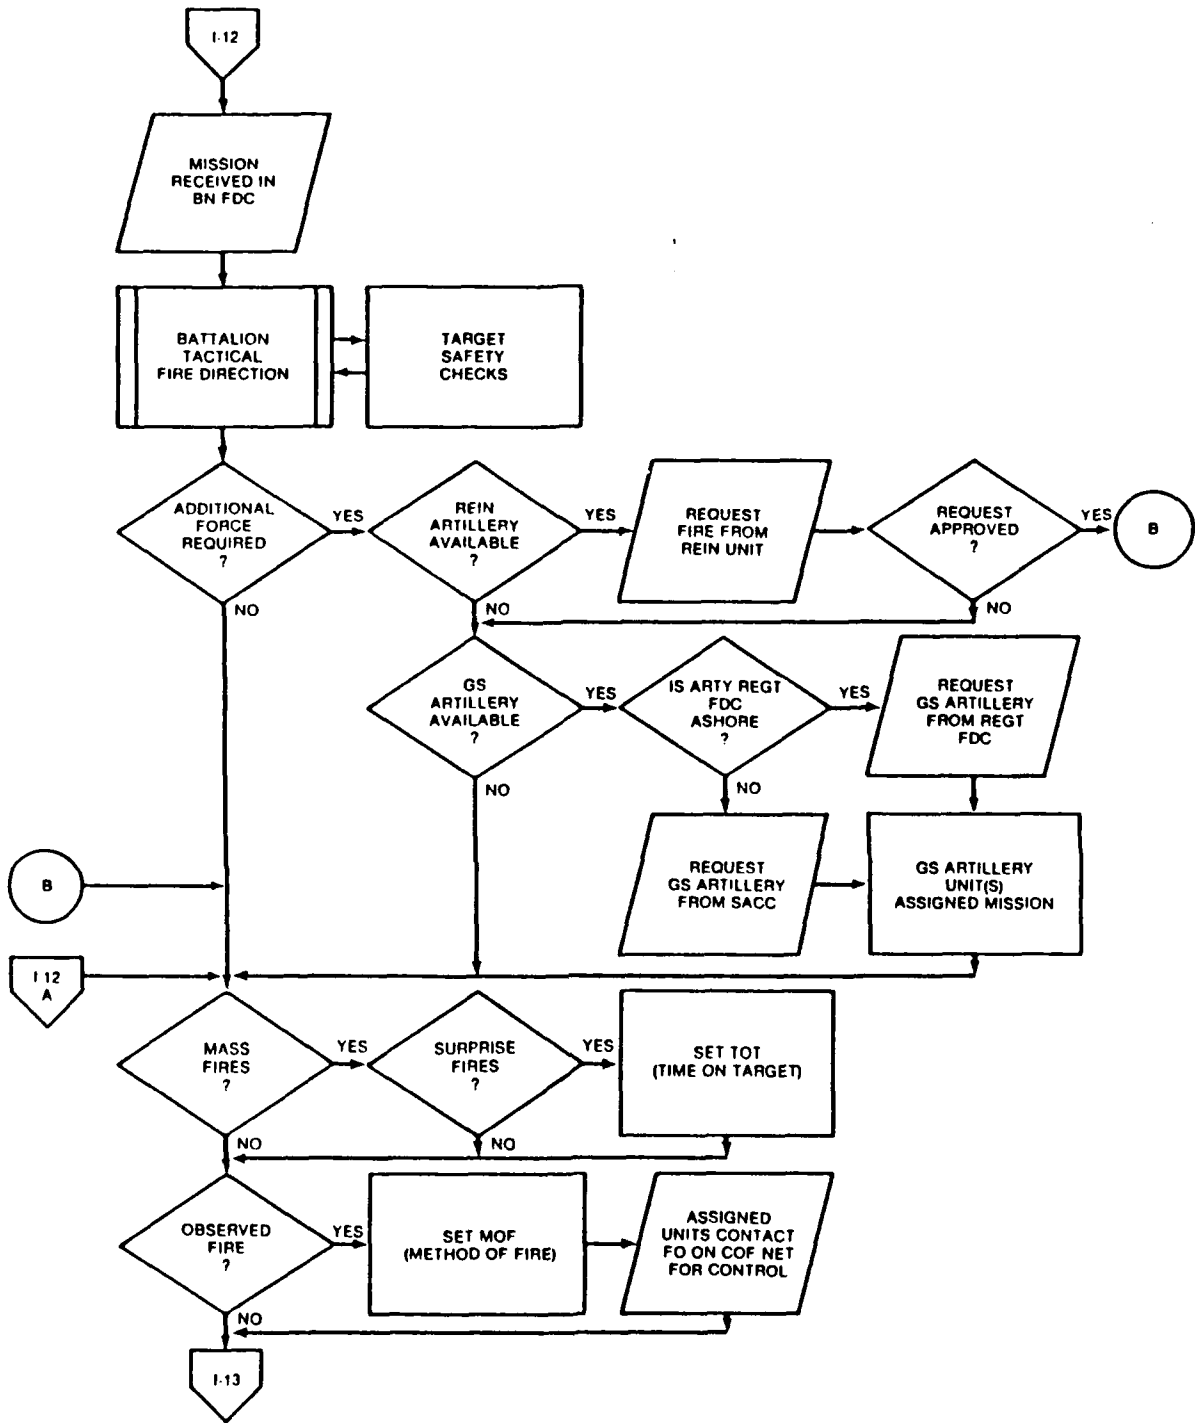 I-12
MISSION
RECEIVED IN
BN FDC
BATTALION
TACTICAL
FIRE DIRECTION
TARGET
SAFETY
CHECKS
ADDITIONAL
FORCE
REQUIRED
?
YES
REIN
ARTILLERY
AVAILABLE
?
YES
REQUEST
FIRE FROM
REIN UNIT
REQUEST
APPROVED
?
YES
B
NO
NO
NO
GS
ARTILLERY
AVAILABLE
?
YES
IS ARTY REGT
FDC
ASHORE
?
YES
REQUEST
GS ARTILLERY
FROM REGT
FDC
NO
NO
REQUEST
GS ARTILLERY
FROM SACC
GS ARTILLERY
UNIT(S)
ASSIGNED MISSION
B
I-12
A
MASS
FIRES
?
YES
SURPRISE
FIRES
?
YES
SET TOT
(TIME ON TARGET)
NO
NO
OBSERVED
FIRE
?
YES
SET MOF
(METHOD OF FIRE)
ASSIGNED
UNITS CONTACT
FO ON COF NET
FOR CONTROL
NO
I-13